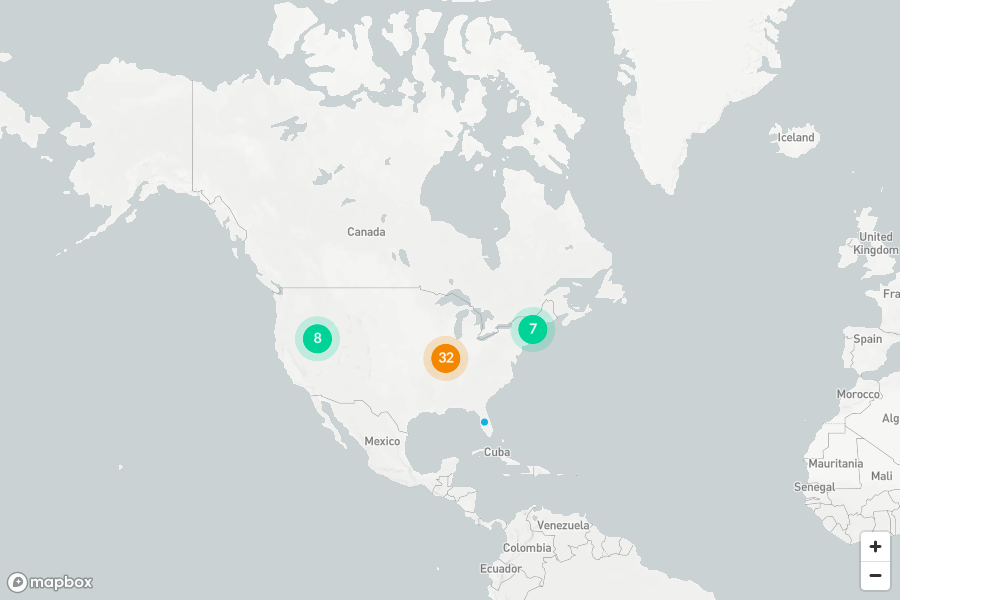 Iceland
Canada
United
Kingdom
Fra
8
7
Spain
32
Morocco
Alg
Mexico
Cuba
Mauritania
Mali
Senegal
Venezuela
Colombia
Ecuador
+
−
mapbox